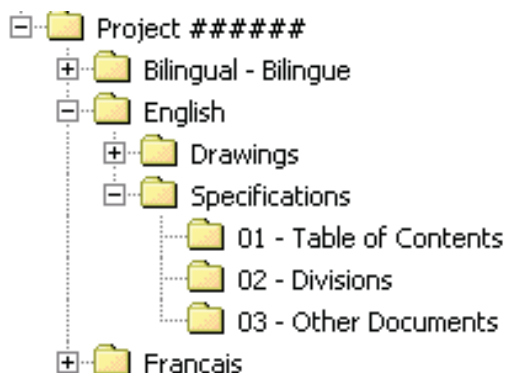 Project ######
Bilingual - Bilingue
English
Drawings
Specifications
01 - Table of Contents
02 - Divisions
03 - Other Documents
Francais